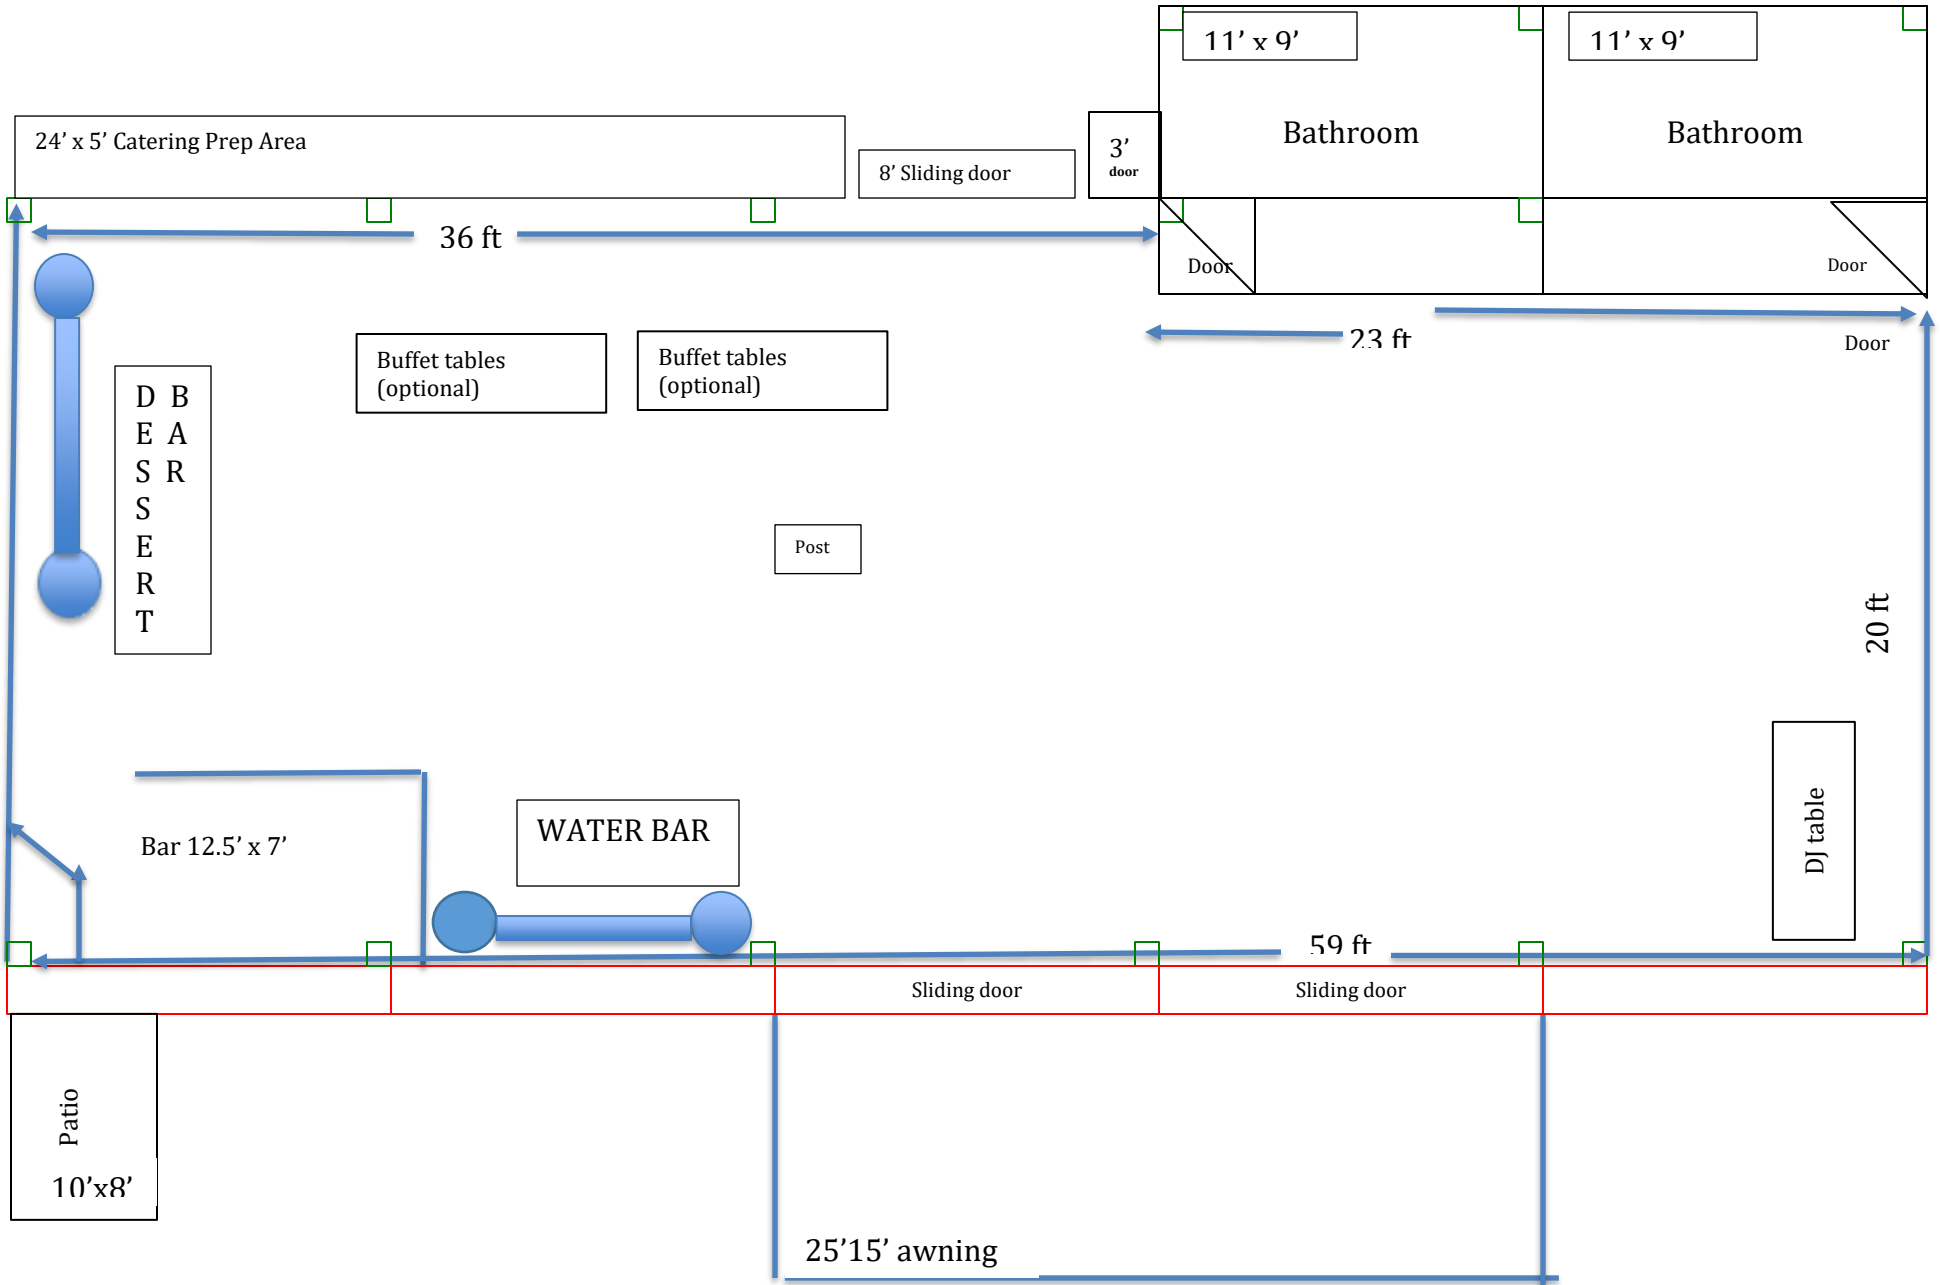 11’ x 9’
11’ x 9’
Bathroom
Bathroom
24’ x 5’ Catering Prep Area
8’ Sliding door
3’
door
36 ft
Door
Door
23 ft
Door
Buffet tables
(optional)
Buffet tables
(optional)
D B
E A
S R
S
E
R
T
Post
20 ft
Bar 12.5’ x 7’
WATER BAR
DJ table
59 ft
Sliding door
Sliding door
Patio
10’x8’
25’15’ awning